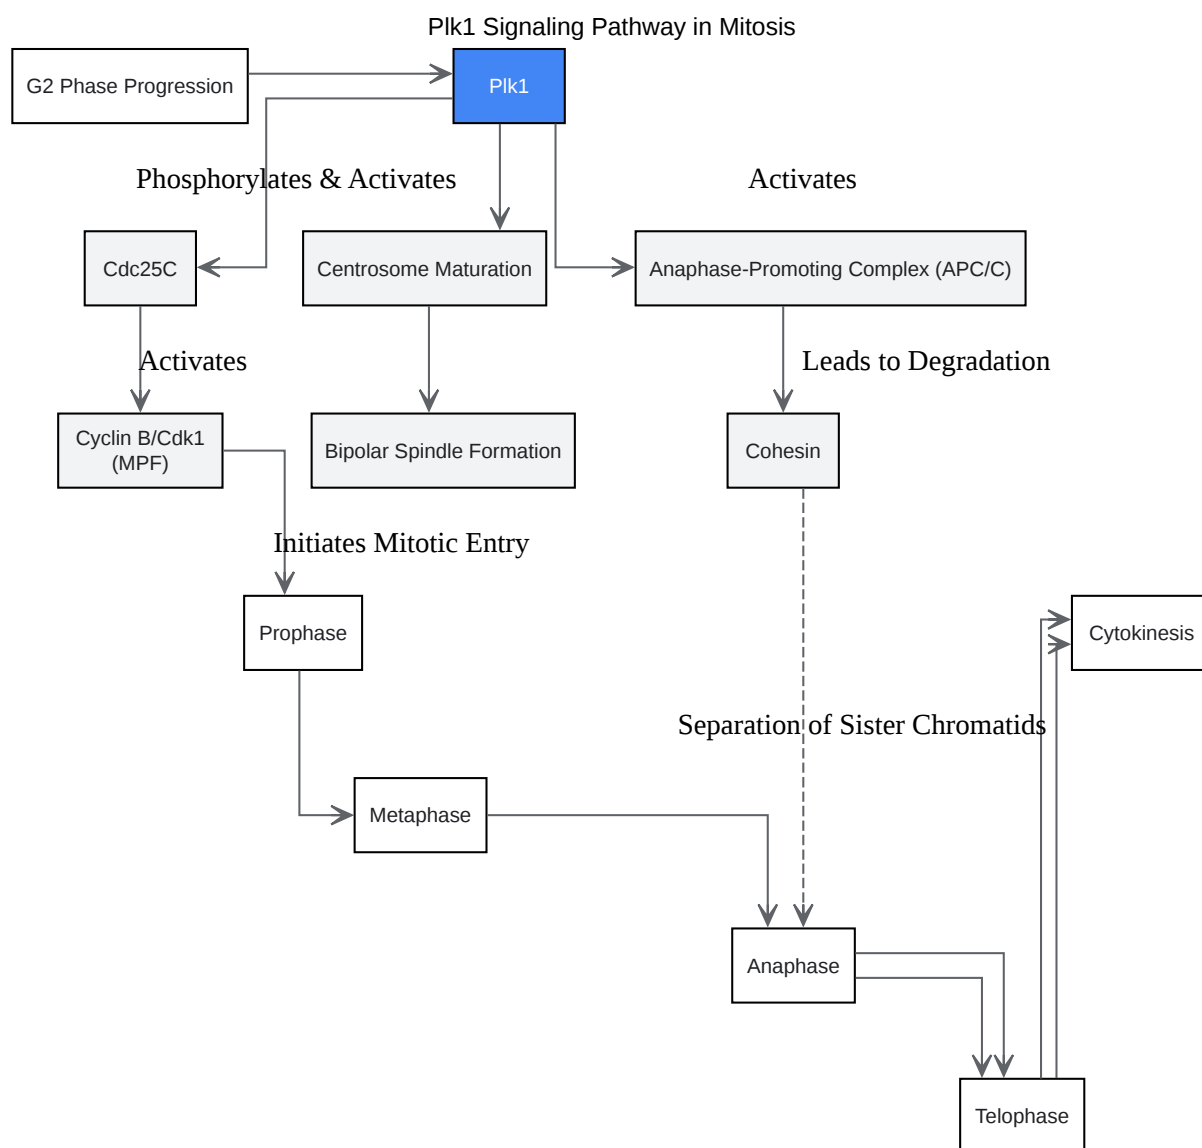 Plk1 Signaling Pathway in Mitosis
G2 Phase Progression
Plk1
Phosphorylates & Activates
Activates
Cdc25C
Centrosome Maturation
Anaphase-Promoting Complex (APC/C)
Activates
Leads to Degradation
Cyclin B/Cdk1
(MPF)
Bipolar Spindle Formation
Cohesin
Initiates Mitotic Entry
Prophase
Cytokinesis
Separation of Sister Chromatids
Metaphase
Anaphase
Telophase